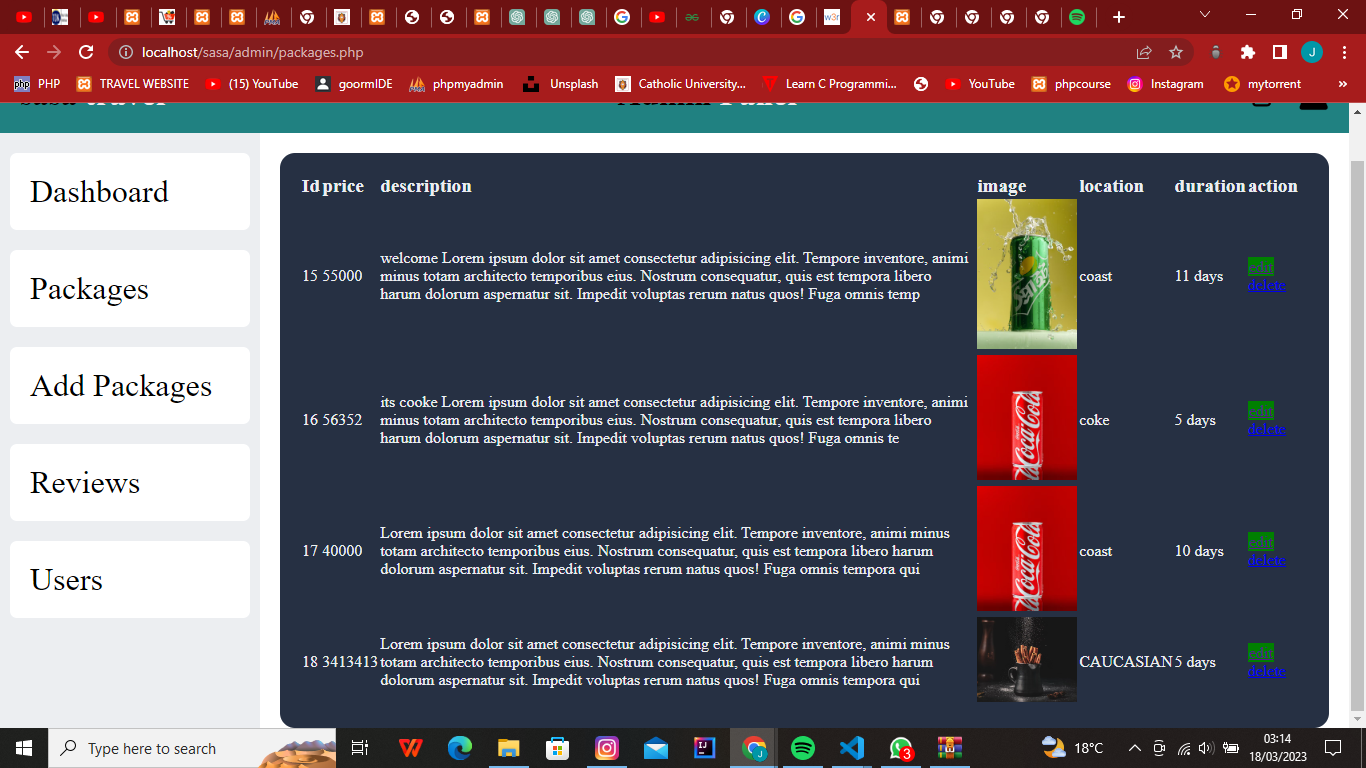 localhost/sasa/admin/packages.php
PHP TRAVEL WEBSITE (15) YouTube goormIDE phpmyadmin Unsplash Catholic University... Learn C Programmi... YouTube phpcourse Instagram mytorrent »
sasa travel Admin Panel
Dashboard
Packages
Add Packages
Reviews
Users
Id price description image location duration action
15 55000 welcome Lorem ipsum dolor sit amet consectetur adipisicing elit. Tempore inventore, animi
minus totam architecto temporibus eius. Nostrum consequatur, quis est tempora libero
harum dolorum aspernatur sit. Impedit voluptas rerum natus quos! Fuga omnis temp
coast 11 days edit
delete
16 56352 its cooke Lorem ipsum dolor sit amet consectetur adipisicing elit. Tempore inventore, animi
minus totam architecto temporibus eius. Nostrum consequatur, quis est tempora libero
harum dolorum aspernatur sit. Impedit voluptas rerum natus quos! Fuga omnis te
Coca-Cola
coke 5 days edit
delete
17 40000 Lorem ipsum dolor sit amet consectetur adipisicing elit. Tempore inventore, animi minus
totam architecto temporibus eius. Nostrum consequatur, quis est tempora libero harum
dolorum aspernatur sit. Impedit voluptas rerum natus quos! Fuga omnis tempora qui
Coca-Cola
coast 10 days edit
delete
18 3413413 Lorem ipsum dolor sit amet consectetur adipisicing elit. Tempore inventore, animi minus
totam architecto temporibus eius. Nostrum consequatur, quis est tempora libero harum
dolorum aspernatur sit. Impedit voluptas rerum natus quos! Fuga omnis tempora qui
CAUCASIAN 5 days edit
delete
Type here to search
18°C
03:14
18/03/2023